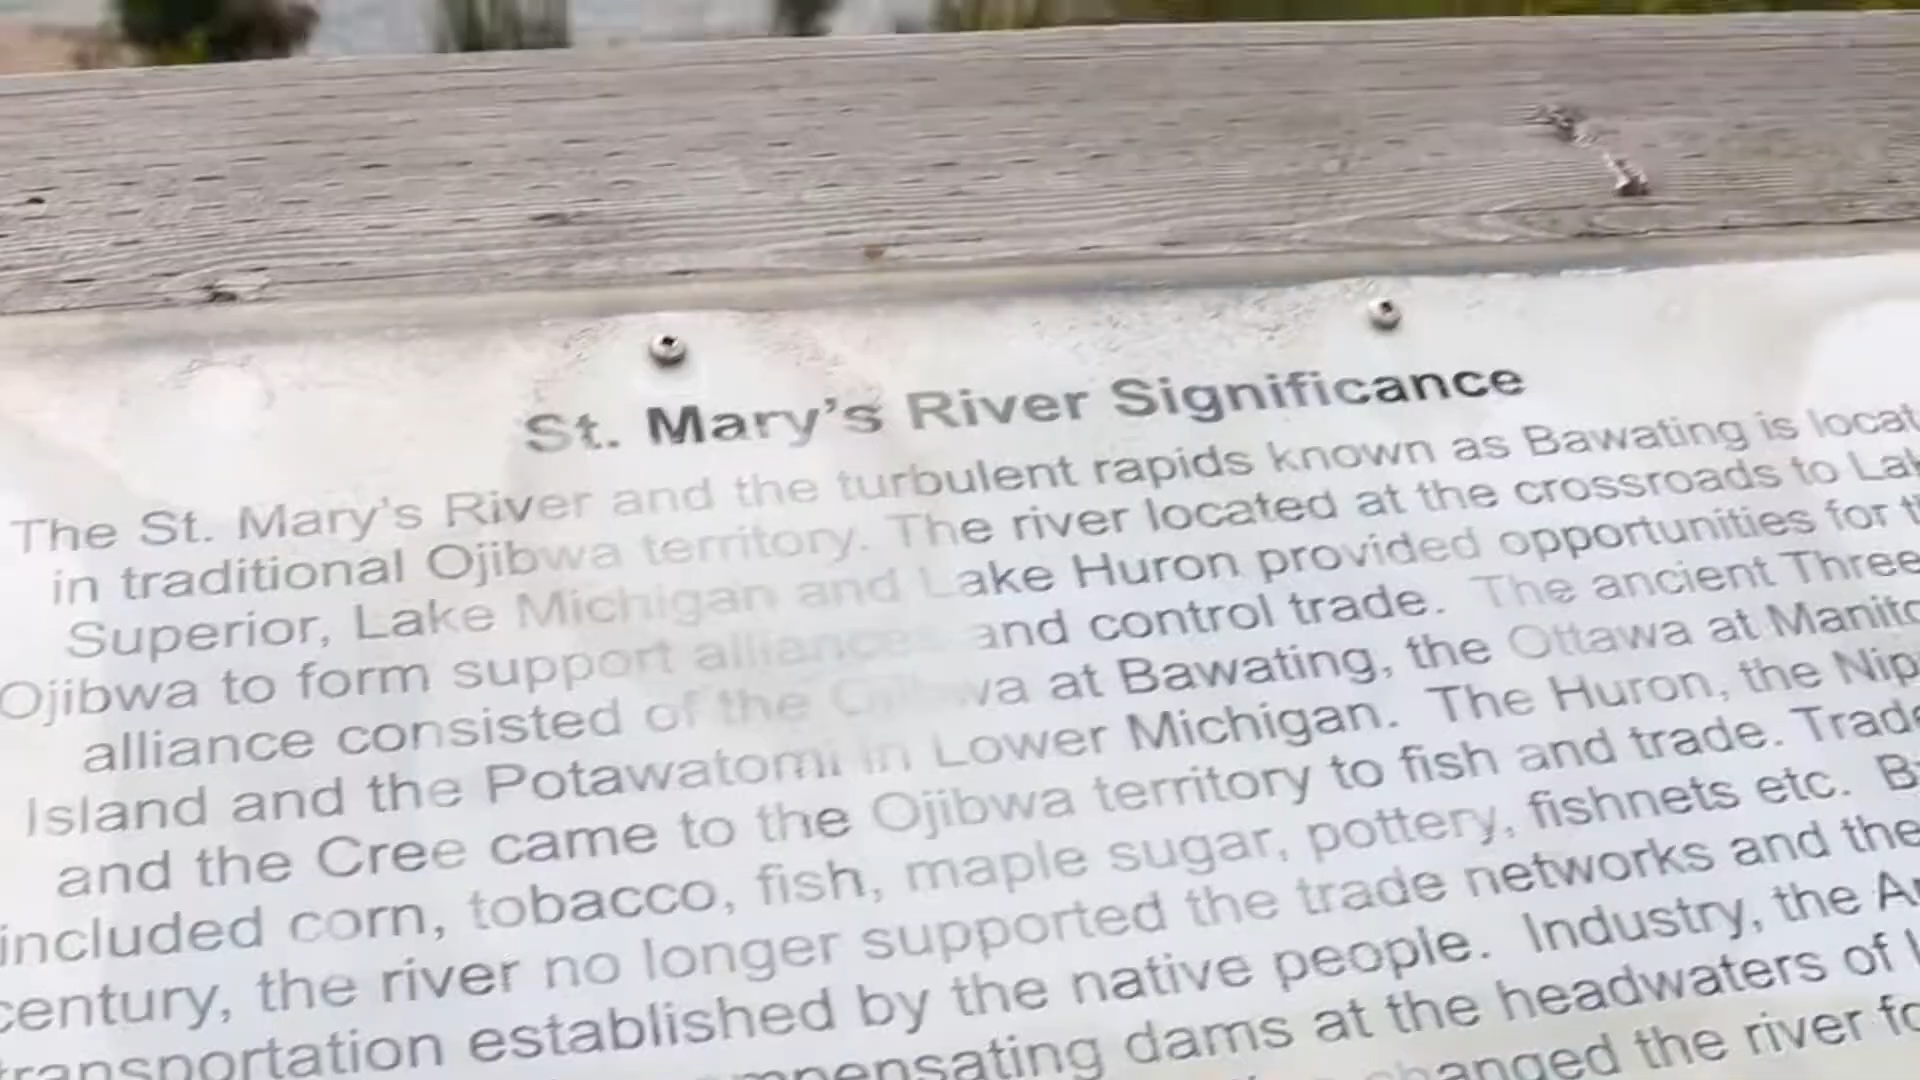 St. Mary's River Significance
The St. Mary's River and the turbulent rapids known as Bawating is locat
in traditional Ojibwa territory. The river located at the crossroads to Lak
Superior, Lake Michigan and Lake Huron provided opportunities for th
Ojibwa to form support alliances and control trade. The ancient Three
alliance consisted of the Ojibwa at Bawating, the Ottawa at Manito
Island and the Potawatomi in Lower Michigan. The Huron, the Nip
and the Cree came to the Ojibwa territory to fish and trade. Trade
included corn, tobacco, fish, maple sugar, pottery, fishnets etc. B
century, the river no longer supported the trade networks and the
transportation established by the native people. Industry, the A
mpensating dams at the headwaters of
changed the river fo